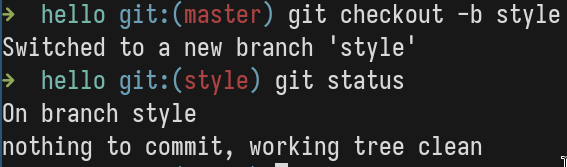 → hello git:(master) git checkout -b style
Switched to a new branch 'style'
→ hello git:(style) git status
On branch style
nothing to commit, working tree clean